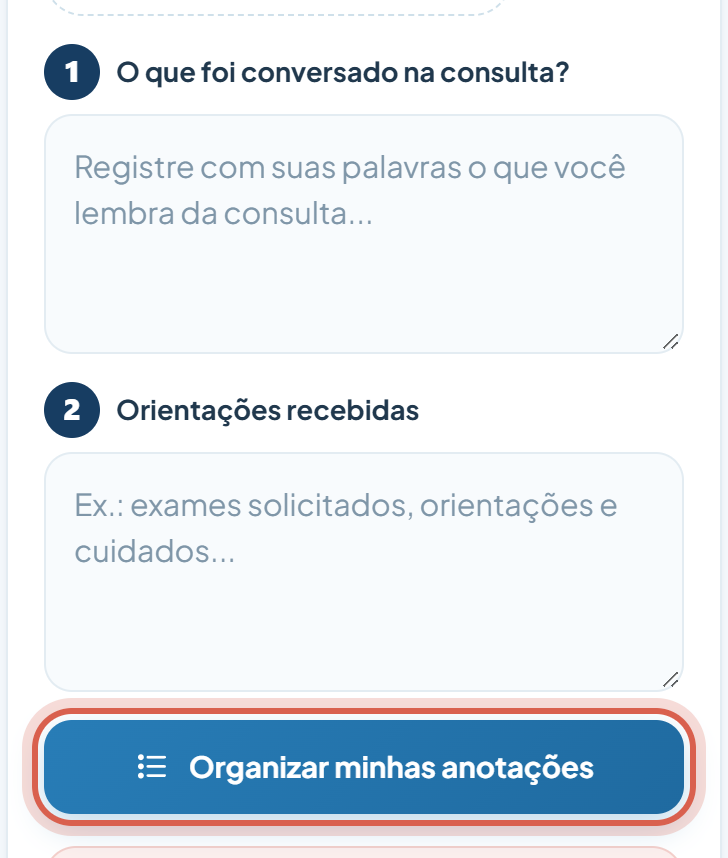 1 O que foi conversado na consulta?
Registre com suas palavras o que você
lembra da consulta...
2 Orientações recebidas
Ex.: exames solicitados, orientações e
cuidados...
Organizar minhas anotações